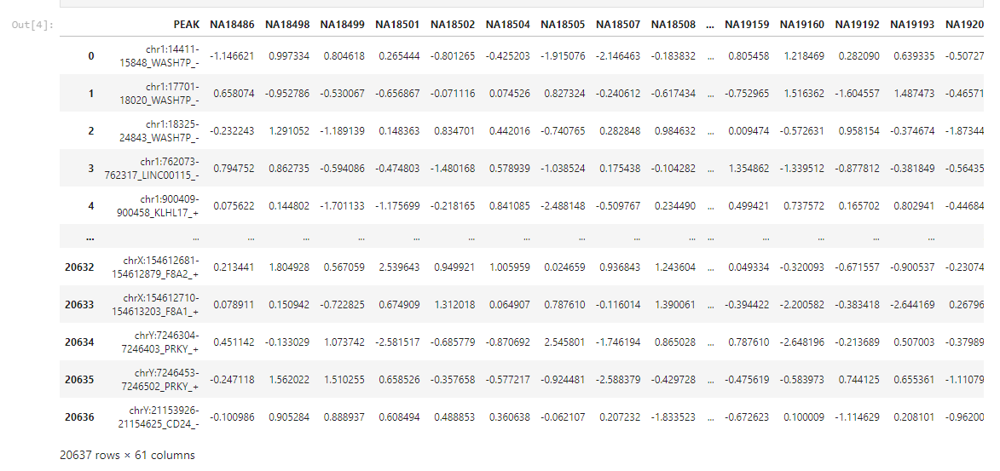 Out[4]:
PEAK NA18486 NA18498 NA18499 NA18501 NA18502 NA18504 NA18505 NA18507 NA18508 ... NA19159 NA19160 NA19192 NA19193 NA1920
0 chr1:14411-
15848_WASH7P_- -1.146621 0.997334 0.804618 0.265444 -0.801265 -0.425203 -1.915076 -2.146463 -0.183832 ... 0.805458 1.218469 0.282090 0.639335 -0.50727
1 chr1:17701-
18020_WASH7P_- 0.658074 -0.952786 -0.530067 -0.656867 -0.071116 0.074526 0.827324 -0.240612 -0.617434 ... -0.752965 1.516362 -1.604557 1.487473 -0.46571
2 chr1:18325-
24843_WASH7P_- -0.232243 1.291052 -1.189139 0.148363 0.834701 0.442016 -0.740765 0.282848 0.984632 ... 0.009474 -0.572631 0.958154 -0.374674 -1.87344
3 chr1:762073-
762317_LINC00115_- 0.794752 0.862735 -0.594086 -0.474803 -1.480168 0.578939 -1.038524 0.175438 -0.104282 ... 1.354862 -1.339512 -0.877812 -0.381849 -0.56435
4 chr1:900409-
900458_KLHL17_+ 0.075622 0.144802 -1.701133 -1.175699 -0.218165 0.841085 -2.488148 -0.509767 0.234490 ... 0.499421 0.737572 0.165702 0.802941 -0.44684
... ... ... ... ... ... ... ... ... ... ... ... ... ... ... ...
20632 chrX:154612681-
154612879_F8A2_+ 0.213441 1.804928 0.567059 2.539643 0.949921 1.005959 0.024659 0.936843 1.243604 ... 0.049334 -0.320093 -0.671557 -0.900537 -0.23074
20633 chrX:154612710-
154613203_F8A1_+ 0.078911 0.150942 -0.722825 0.674909 1.312018 0.064907 0.787610 -0.116014 1.390061 ... -0.394422 -2.200582 -0.383418 -2.644169 0.26796
20634 chrY:7246304-
7246403_PRKY_+ 0.451142 -0.133029 1.073742 -2.581517 -0.685779 -0.870692 2.545801 -1.746194 0.865028 ... 0.787610 -2.648196 -0.213689 0.507003 -0.37989
20635 chrY:7246453-
7246502_PRKY_+ -0.247118 1.562022 1.510255 0.658526 -0.357658 -0.577217 -0.924481 -2.588379 -0.429728 ... -0.475619 -0.583973 0.744125 0.655361 -1.11079
20636 chrY:21153926-
21154625_CD24_- -0.100986 0.905284 0.888937 0.608494 0.488853 0.360638 -0.062107 0.207232 -1.833523 ... -0.672623 0.100009 -1.114629 0.208101 -0.96200
20637 rows × 61 columns